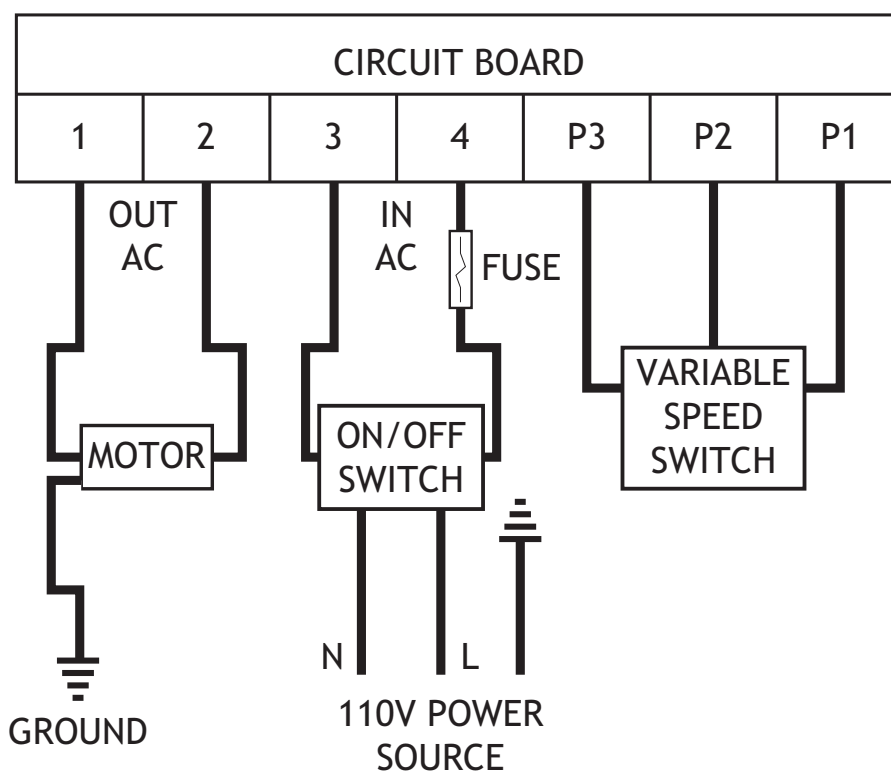 CIRCUIT BOARD
1 2 3 4 P3 P2 P1
OUT
AC
IN
AC
FUSE
MOTOR
ON/OFF
SWITCH
VARIABLE
SPEED
SWITCH
N L
GROUND
110V POWER
SOURCE